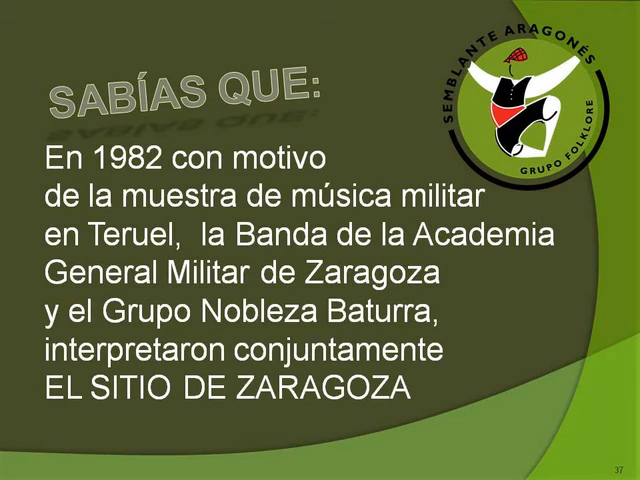 SABÍAS QUE:
SEMBLANTE ARAGONÉS
GRUPO FOLKLORE
En 1982 con motivo
de la muestra de música militar
en Teruel, la Banda de la Academia
General Militar de Zaragoza
y el Grupo Nobleza Baturra,
interpretaron conjuntamente
EL SITIO DE ZARAGOZA
37